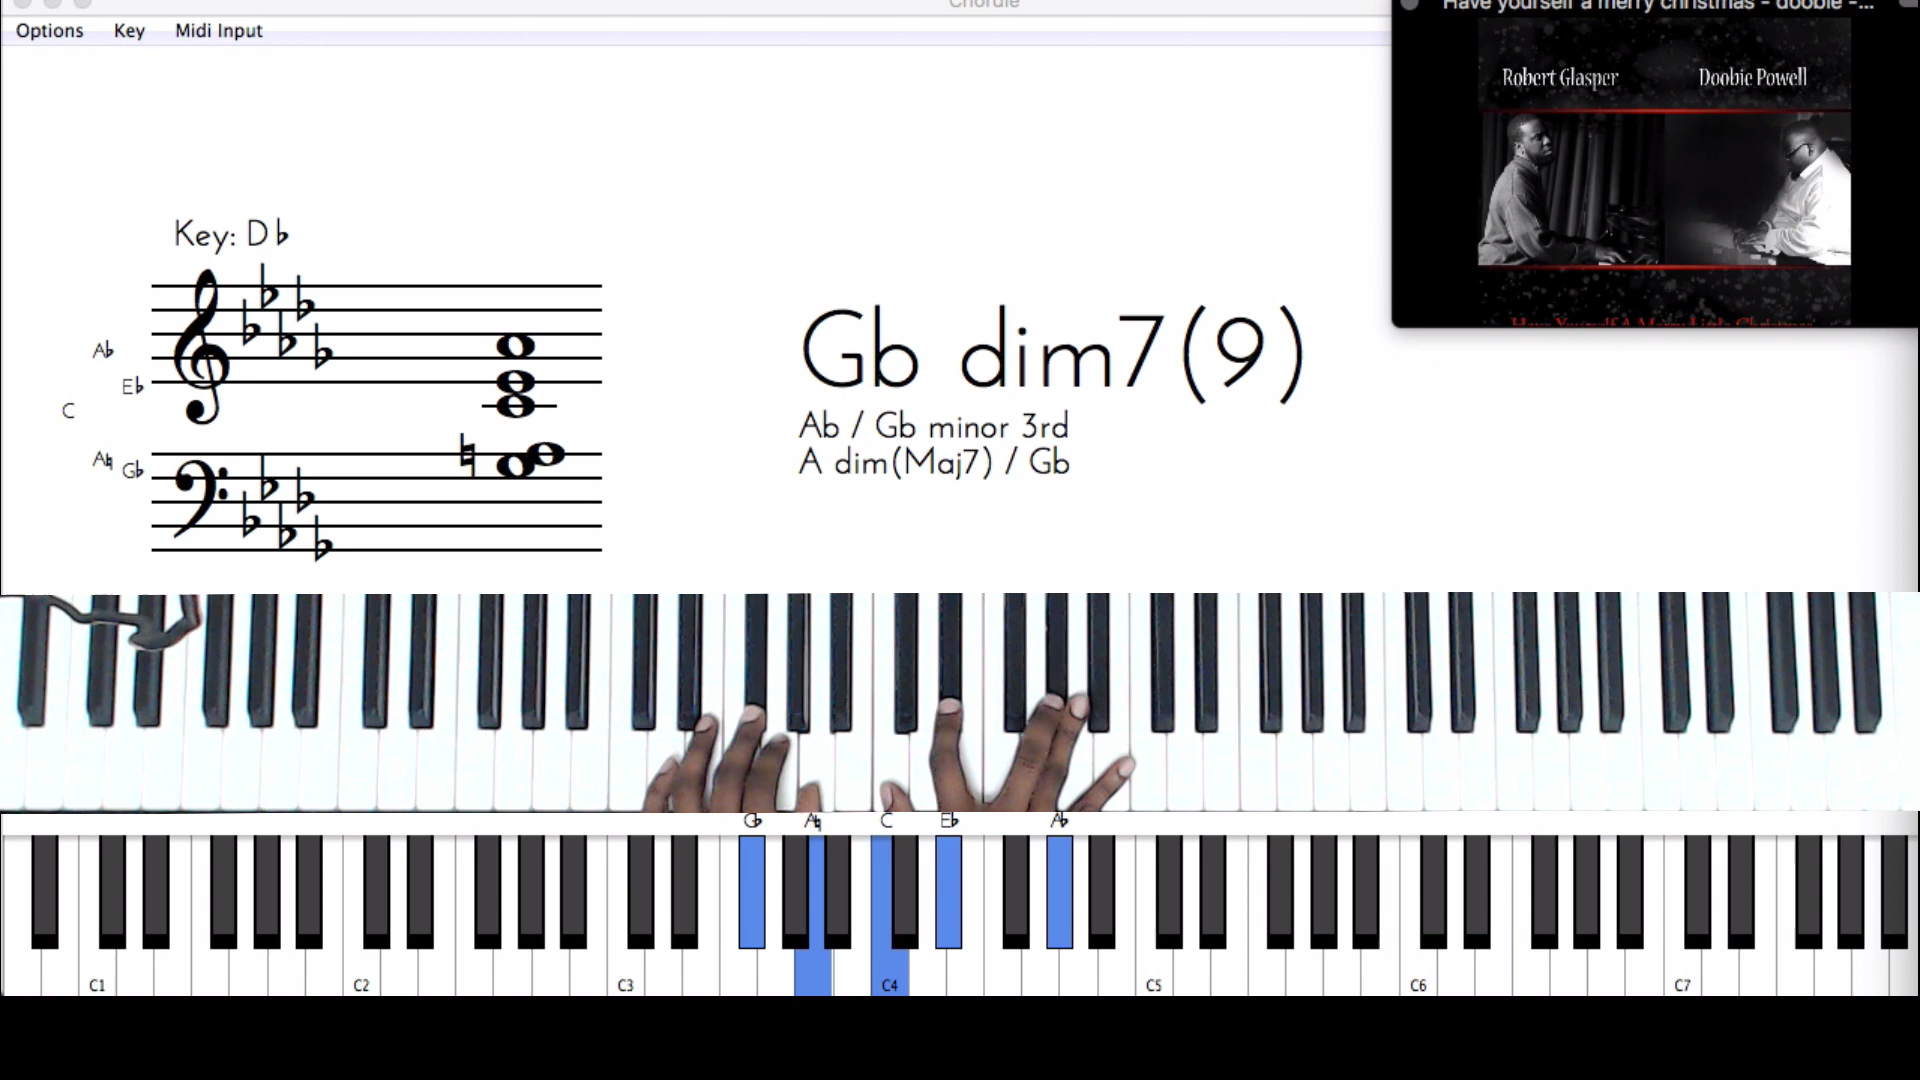 Chordie
Have yourself a merry christmas - doobie -...
Options Key Midi Input
Robert Glasper Doobie Powell
Key: D♭
Gb dim7(9)
Ab / Gb minor 3rd
A dim(Maj7) / Gb
A♭
E♭
C
A♮ G♭
G♭ A♮ C E♭ A♭
C1 C2 C3 C4 C5 C6 C7